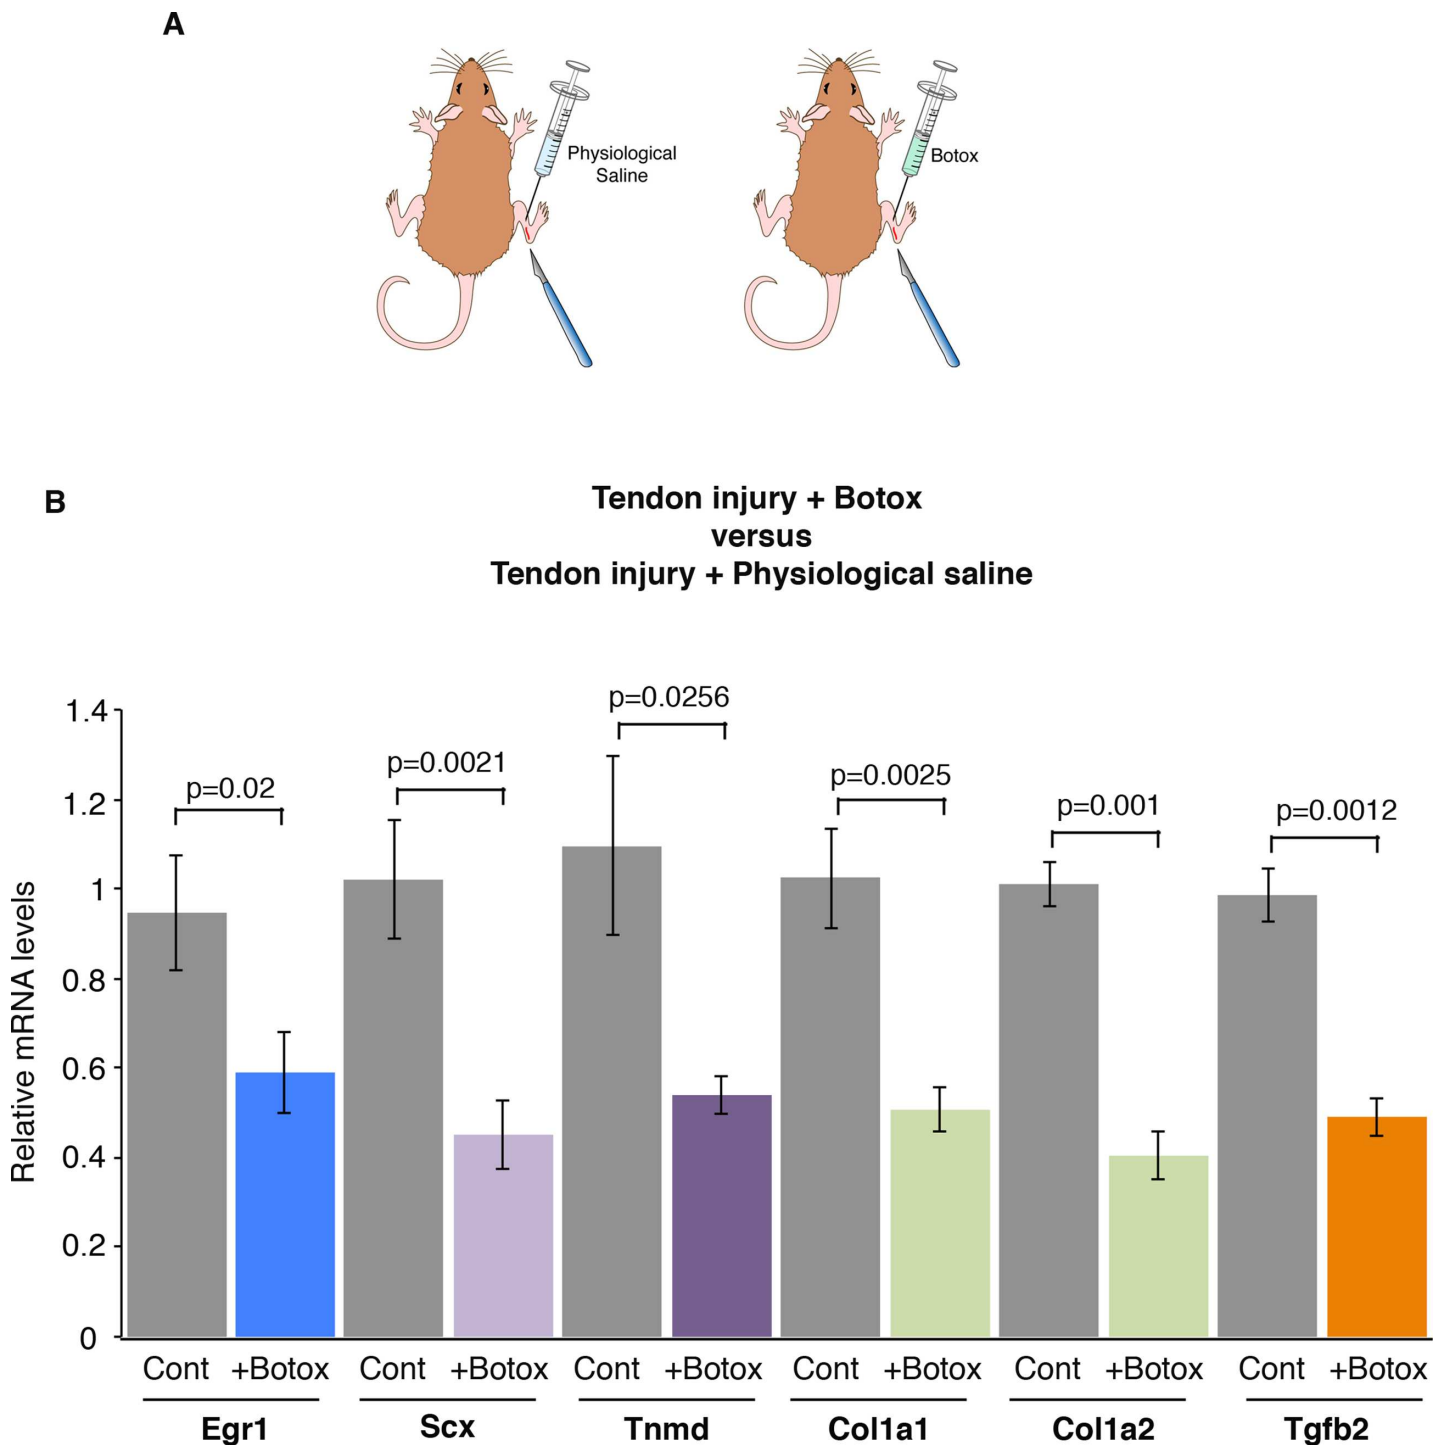 A
Physiological
Saline
Botox
B
Tendon injury + Botox
versus
Tendon injury + Physiological saline
Relative mRNA levels
1.4
1.2
1
0.8
0.6
0.4
0.2
0
p=0.02
p=0.0021
p=0.0256
p=0.0025
p=0.001
p=0.0012
Cont +Botox Cont +Botox Cont +Botox Cont +Botox Cont +Botox Cont +Botox
Egr1 Scx Tnmd Col1a1 Col1a2 Tgfb2